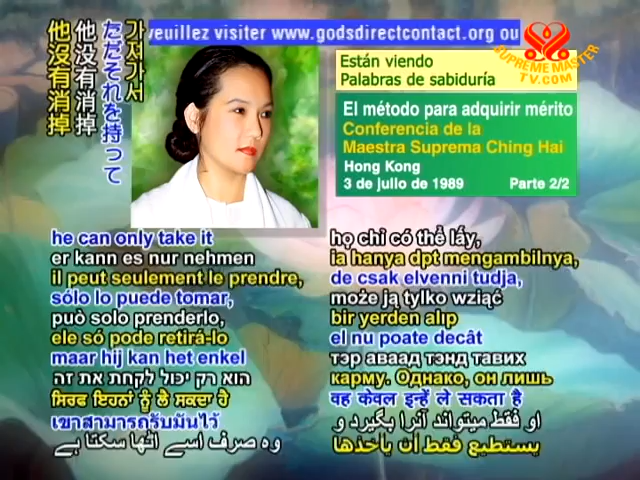 veuillez visiter www.godsdirectcontact.org ou
SUPREME MASTER
TV.COM
他沒有消掉
他没有消掉
ただそれを持って
가져가서
Están viendo
Palabras de sabiduría
El método para adquirir mérito
Conferencia de la
Maestra Suprema Ching Hai
Hong Kong
3 de julio de 1989 Parte 2/2
he can only take it
er kann es nur nehmen
il peut seulement le prendre,
sólo lo puede tomar,
può solo prenderlo,
ele só pode retirá-lo
maar hij kan het enkel
הוא רק יכול לקחת את זה
ਸਿਰਫ ਇਹਨਾਂ ਨੂੰ ਲੈ ਸਕਦਾ ਹੈ
เขาสามารถรับมันไว้
وہ صرف اسے اٹھا سکتا ہے
họ chỉ có thể lấy,
ia hanya dpt mengambilnya,
de csak elvenni tudja,
może ją tylko wziąć
bir yerden alıp
el nu poate decât
тэр аваад тэнд тавих
карму. Однако, он лишь
वह केवल इन्हें ले सकता है
او فقط میتواند آنرا بگیرد و
يستطيع فقط أن يأخذها